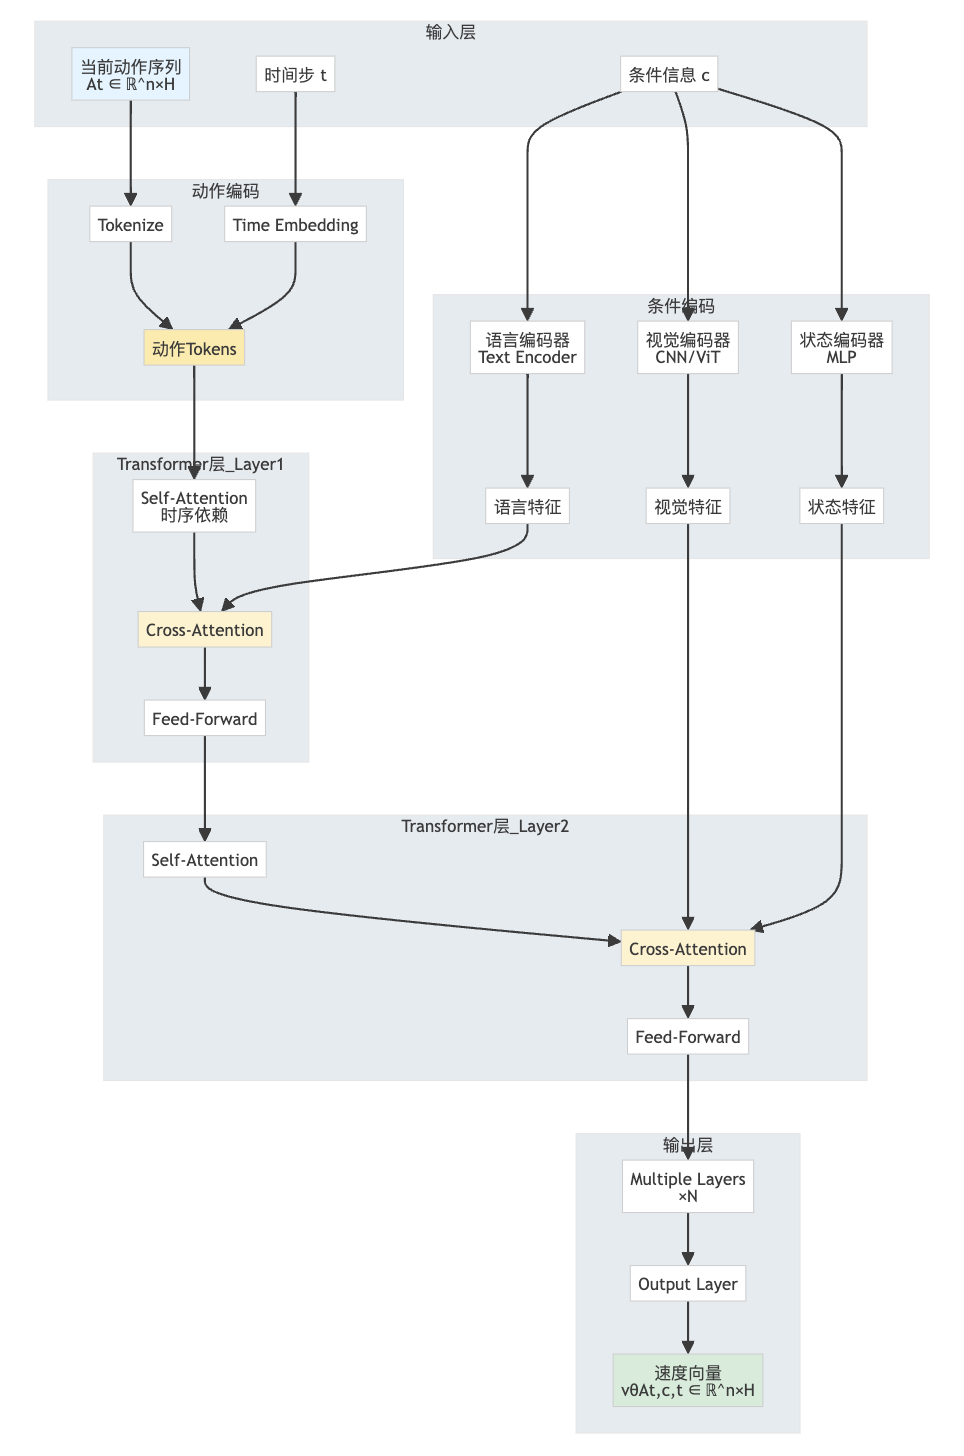 输入层
当前动作序列
At ∈ ℝ^n×H
时间步 t
条件信息 c
动作编码
Tokenize
Time Embedding
动作Tokens
条件编码
语言编码器
Text Encoder
视觉编码器
CNN/ViT
状态编码器
MLP
语言特征
视觉特征
状态特征
Transformer层_Layer1
Self-Attention
时序依赖
Cross-Attention
Feed-Forward
Transformer层_Layer2
Self-Attention
Cross-Attention
Feed-Forward
输出层
Multiple Layers
×N
Output Layer
速度向量
vθAt,c,t ∈ ℝ^n×H